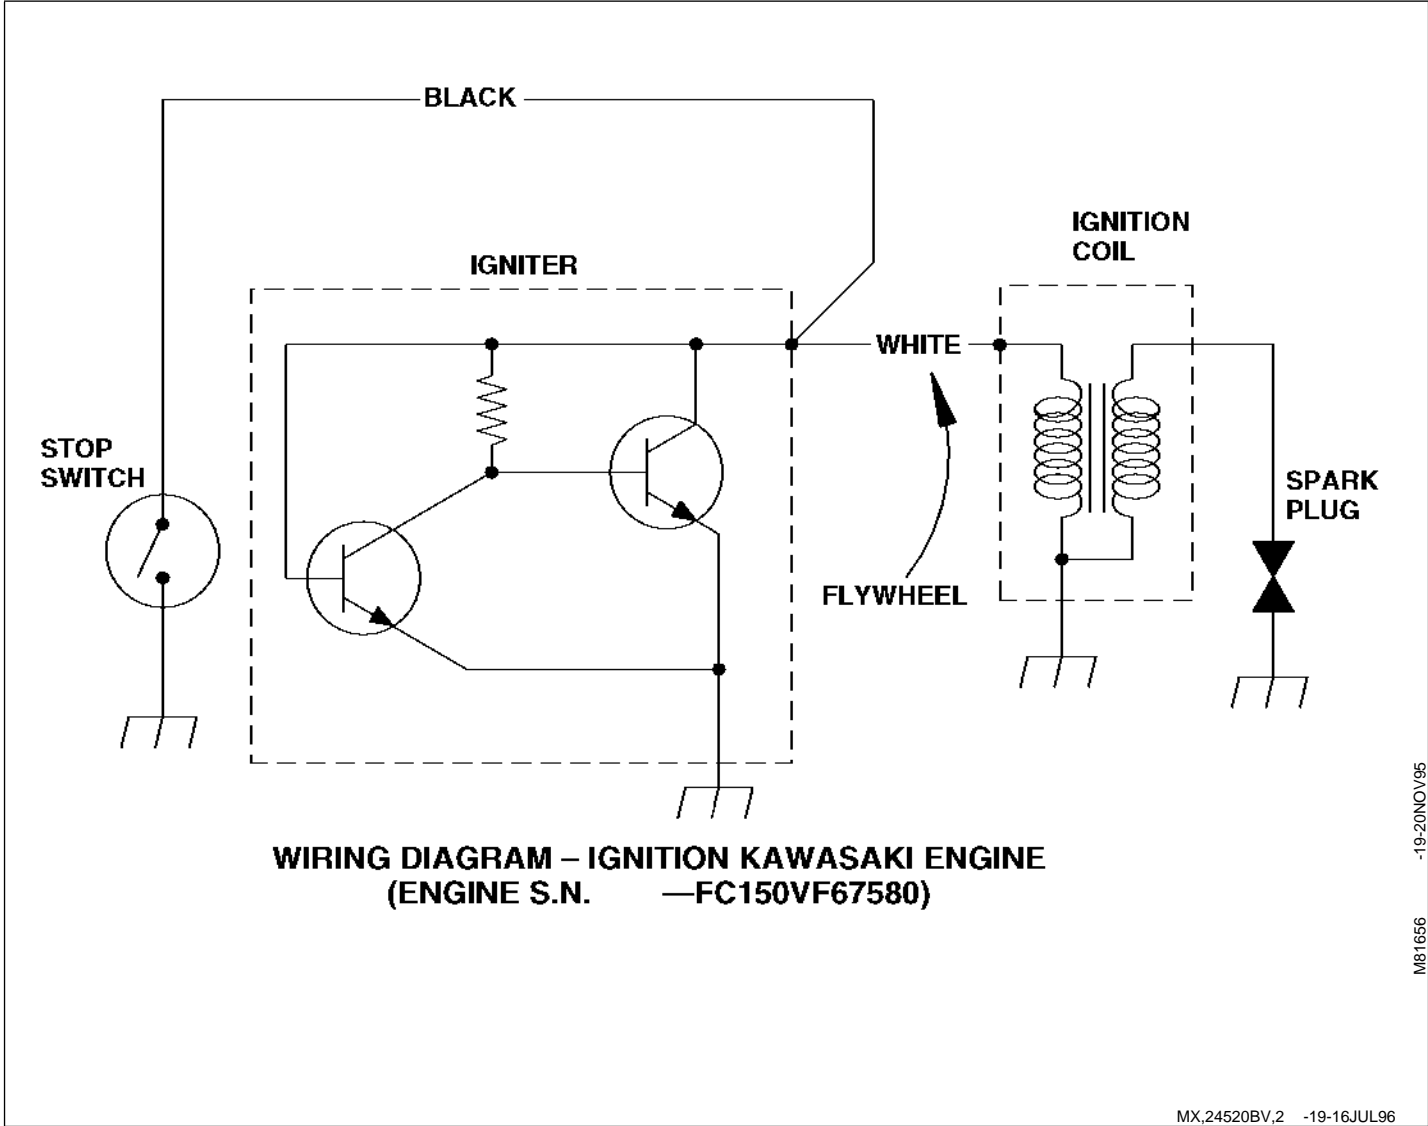 BLACK
IGNITION
COIL
IGNITER
WHITE
STOP
SWITCH
SPARK
PLUG
FLYWHEEL
WIRING DIAGRAM – IGNITION KAWASAKI ENGINE
(ENGINE S.N. —FC150VF67580)
M81656 -19-20NOV95
MX,24520BV,2 -19-16JUL96